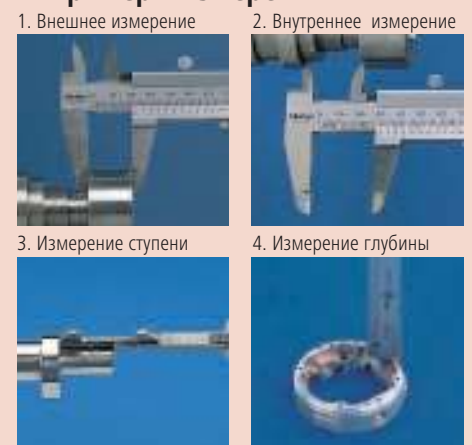 1. Внешнее измерение
2. Внутреннее измерение
3. Измерение ступени
4. Измерение глубины